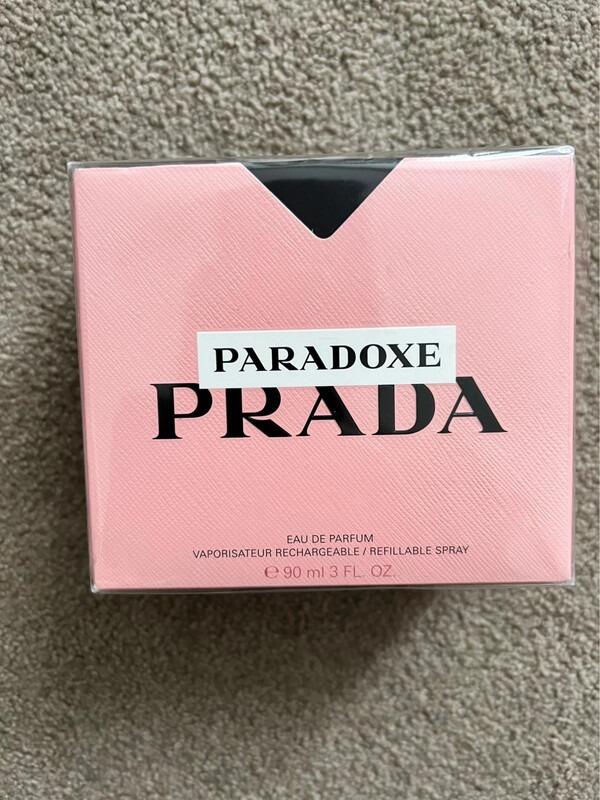 PARADOXE
PRADA
EAU DE PARFUM
VAPORISATEUR RECHARGEABLE / REFILLABLE SPRAY
℮ 90 ml 3 FL. OZ.